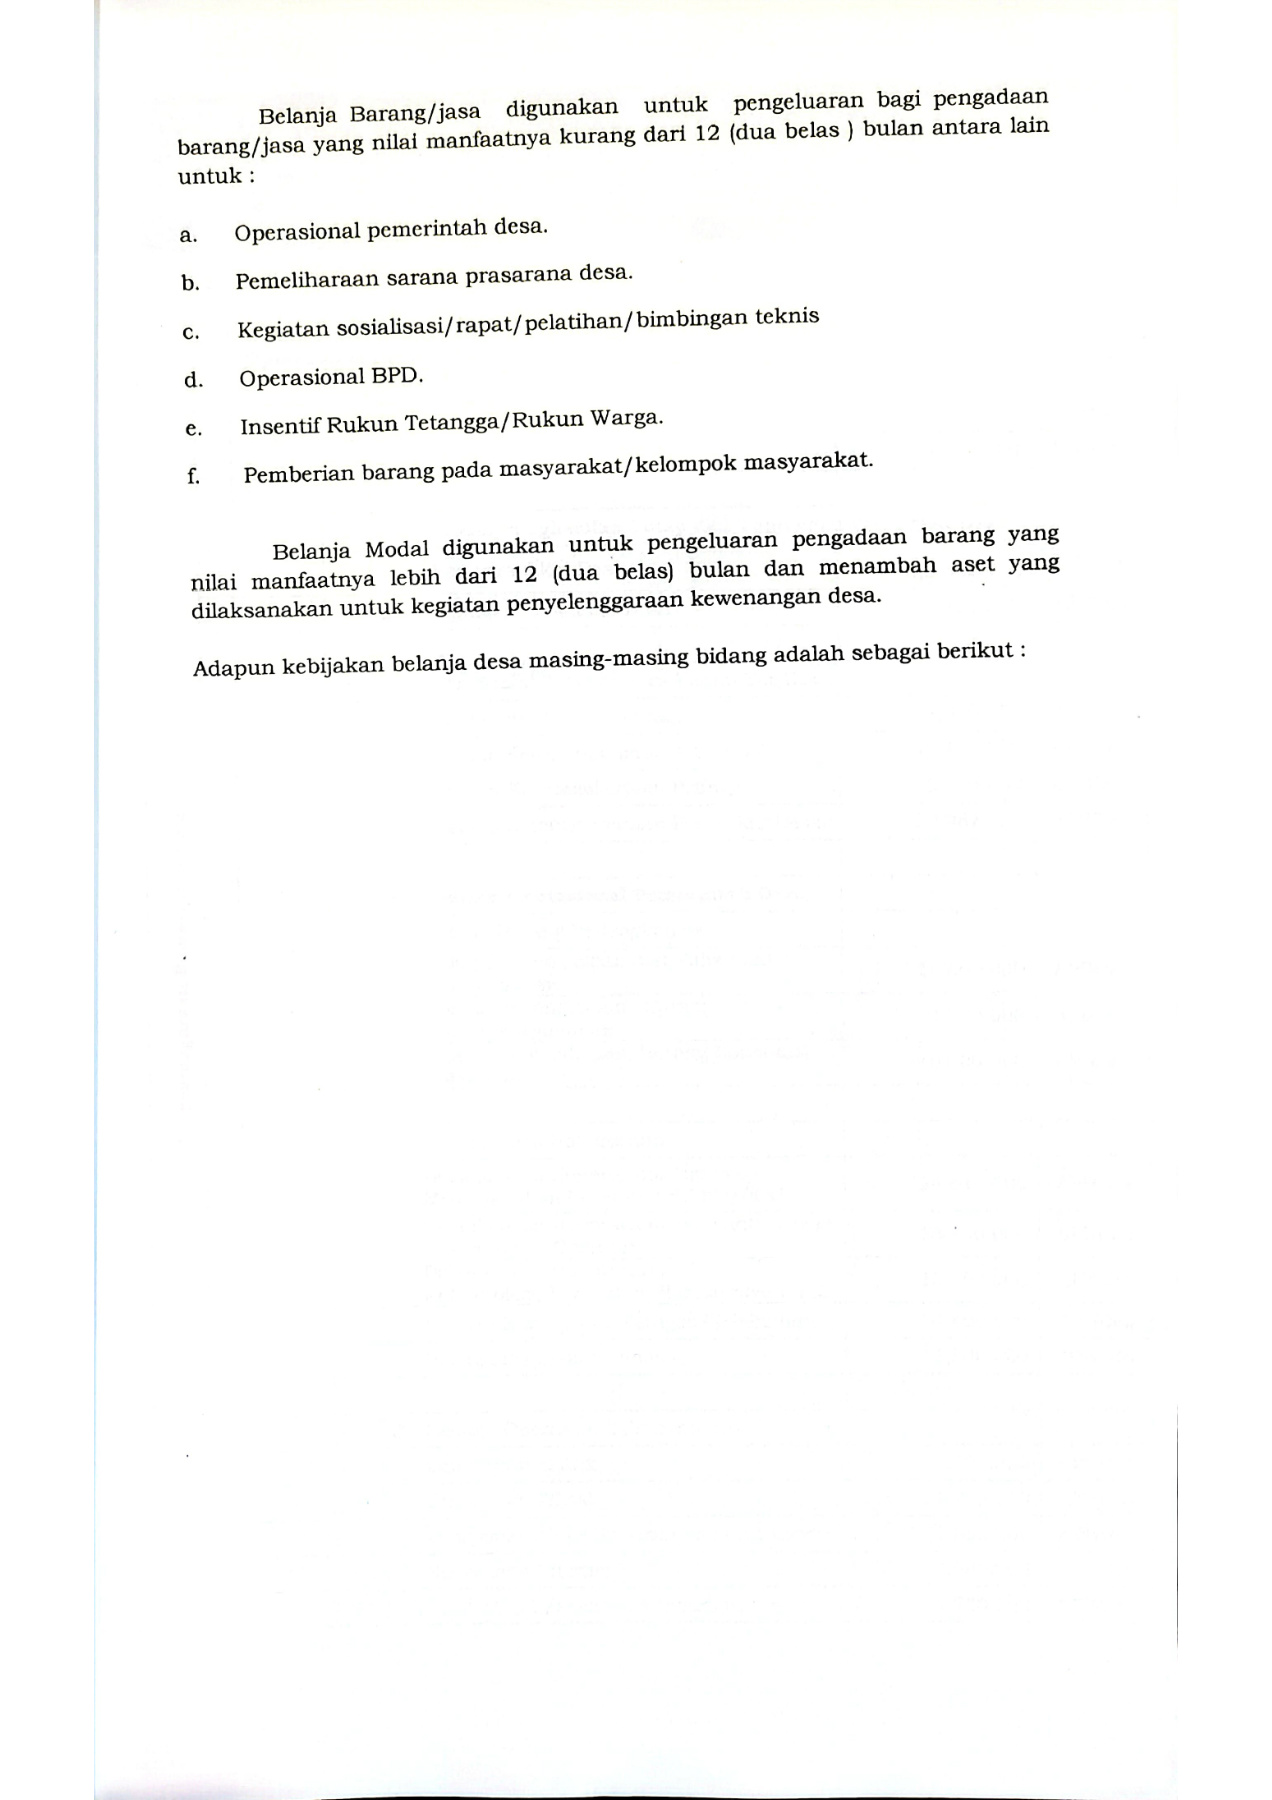 Belanja Barang/jasa digunakan untuk pengeluaran bagi pengadaan
barang/jasa yang nilai manfaatnya kurang dari 12 (dua belas ) bulan antara lain
untuk :
a. Operasional pemerintah desa.
b. Pemeliharaan sarana prasarana desa.
c. Kegiatan sosialisasi/rapat/pelatihan/bimbingan teknis
d. Operasional BPD.
e. Insentif Rukun Tetangga/Rukun Warga.
f. Pemberian barang pada masyarakat/kelompok masyarakat.
Belanja Modal digunakan untuk pengeluaran pengadaan barang yang
nilai manfaatnya lebih dari 12 (dua belas) bulan dan menambah aset yang
dilaksanakan untuk kegiatan penyelenggaraan kewenangan desa.
Adapun kebijakan belanja desa masing-masing bidang adalah sebagai berikut :